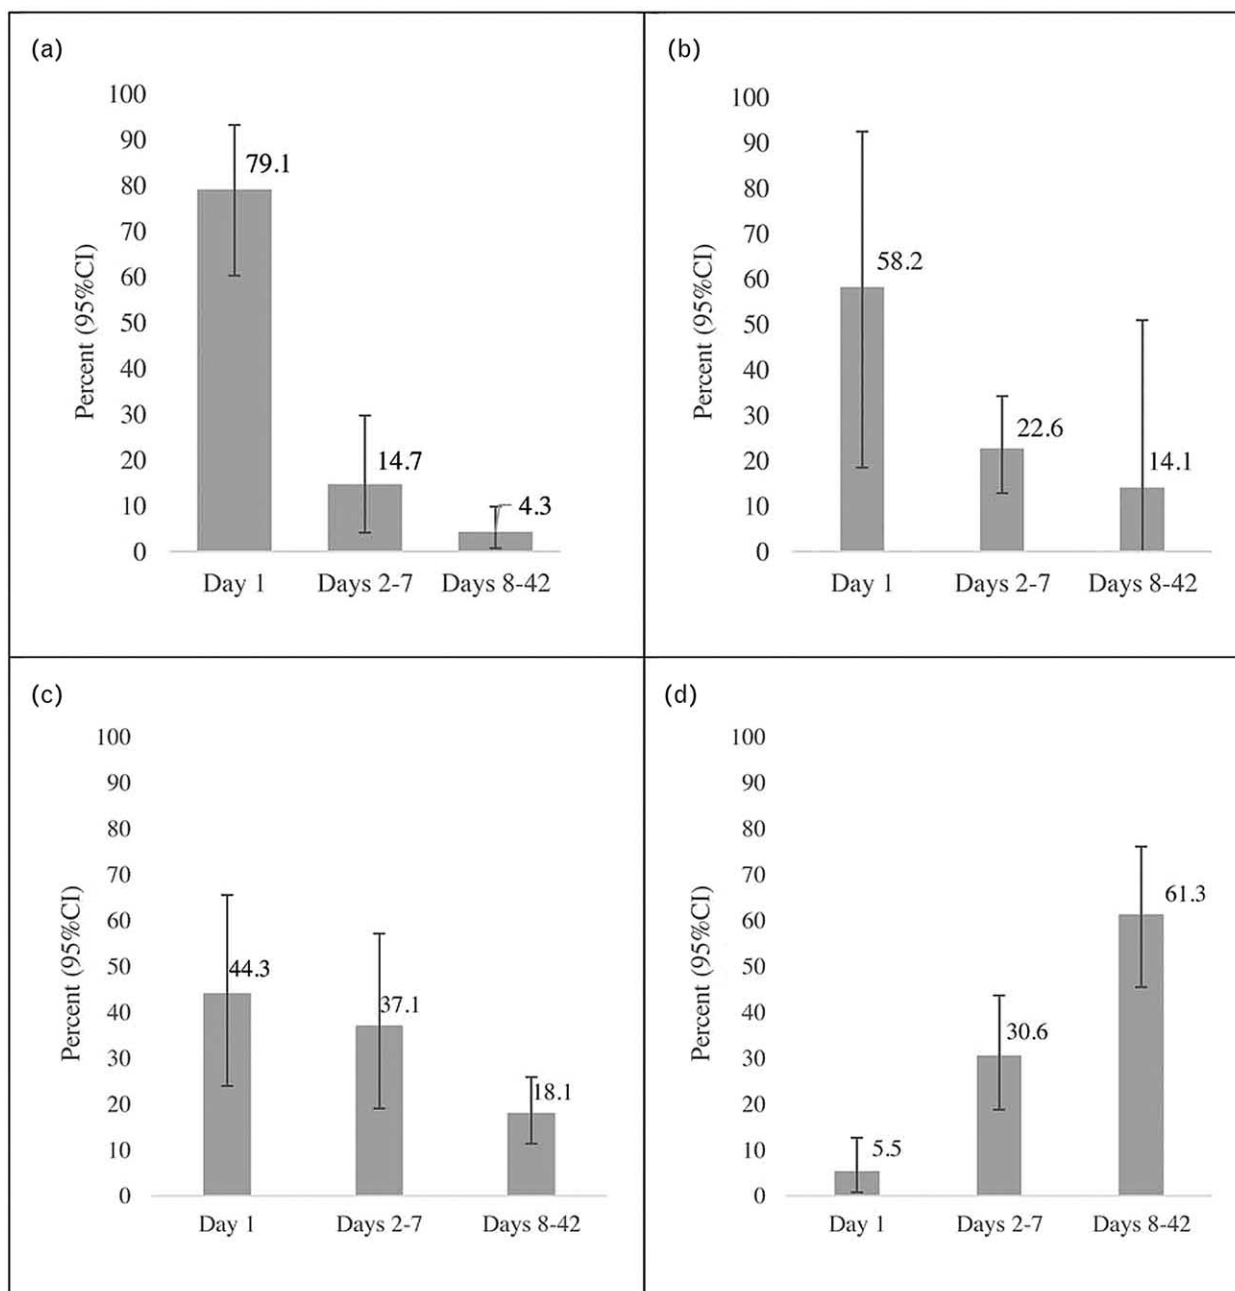 (a)
Percent (95%CI)
100
90
80
70
60
50
40
30
20
10
0
79.1
14.7
4.3
Day 1
Days 2-7
Days 8-42
(b)
Percent (95%CI)
100
90
80
70
60
50
40
30
20
10
0
58.2
22.6
14.1
Day 1
Days 2-7
Days 8-42
(c)
Percent (95%CI)
100
90
80
70
60
50
40
30
20
10
0
44.3
37.1
18.1
Day 1
Days 2-7
Days 8-42
(d)
Percent (95%CI)
100
90
80
70
60
50
40
30
20
10
0
5.5
30.6
61.3
Day 1
Days 2-7
Days 8-42